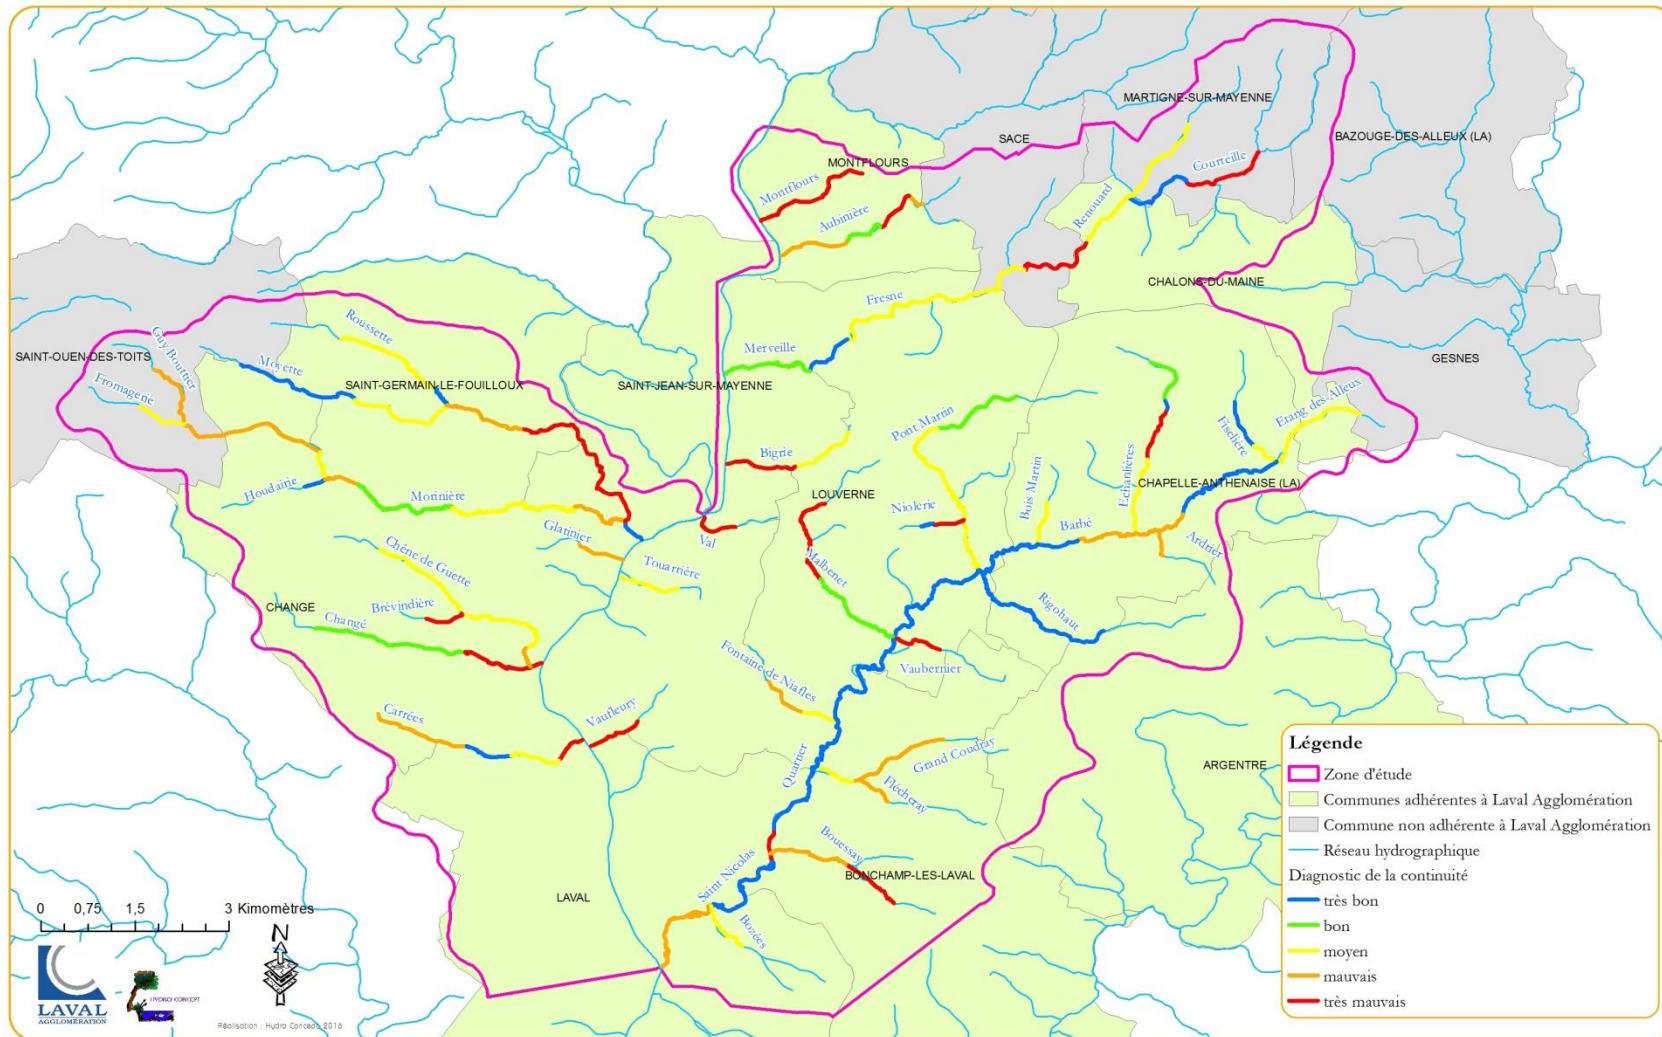 MARTIGNE-SUR-MAYENNE
SACE
BAZOUGE-DES-ALLEUX (LA)
MONTFLOURS
Courteille
Montflours
Aubinière
Renouard
CHALONS-DU-MAINE
Fresne
Roussette
Guy Bouttier
SAINT-OUEN-DES-TOITS
Moyette
Fromagerie
SAINT-GERMAIN-LE-FOUILLOUX
SAINT-JEAN-SUR-MAYENNE
Merveille
GESNES
Etang des Alleux
Fiselière
Pont Martin
Bigrie
Bois Martin
Echarlières
CHAPELLE-ANTHENAISE (LA)
Houdairie
Morinière
LOUVERNE
Niolerie
Barbé
Ardrier
Glatinier
Val
Malbenet
Touarrière
Chêne de Guette
Brévindière
CHANGE
Changé
Rigohaut
Vaubernier
Fontaine de Niafles
Carrées
Vaufleury
Quartier
Grand Coudray
Flécheray
ARGENTRE
Bouessay
BONCHAMP-LES-LAVAL
Saint Nicolas
LAVAL
Bozées
Légende
Zone d'étude
Communes adhérentes à Laval Agglomération
Commune non adhérente à Laval Agglomération
Réseau hydrographique
Diagnostic de la continuité
très bon
bon
moyen
mauvais
très mauvais
0 0,75 1,5 3 Kimomètres
N
LAVAL
AGGLOMÉRATION
HYDRO CONCEPT
Réalisation : Hydro Concept 2016